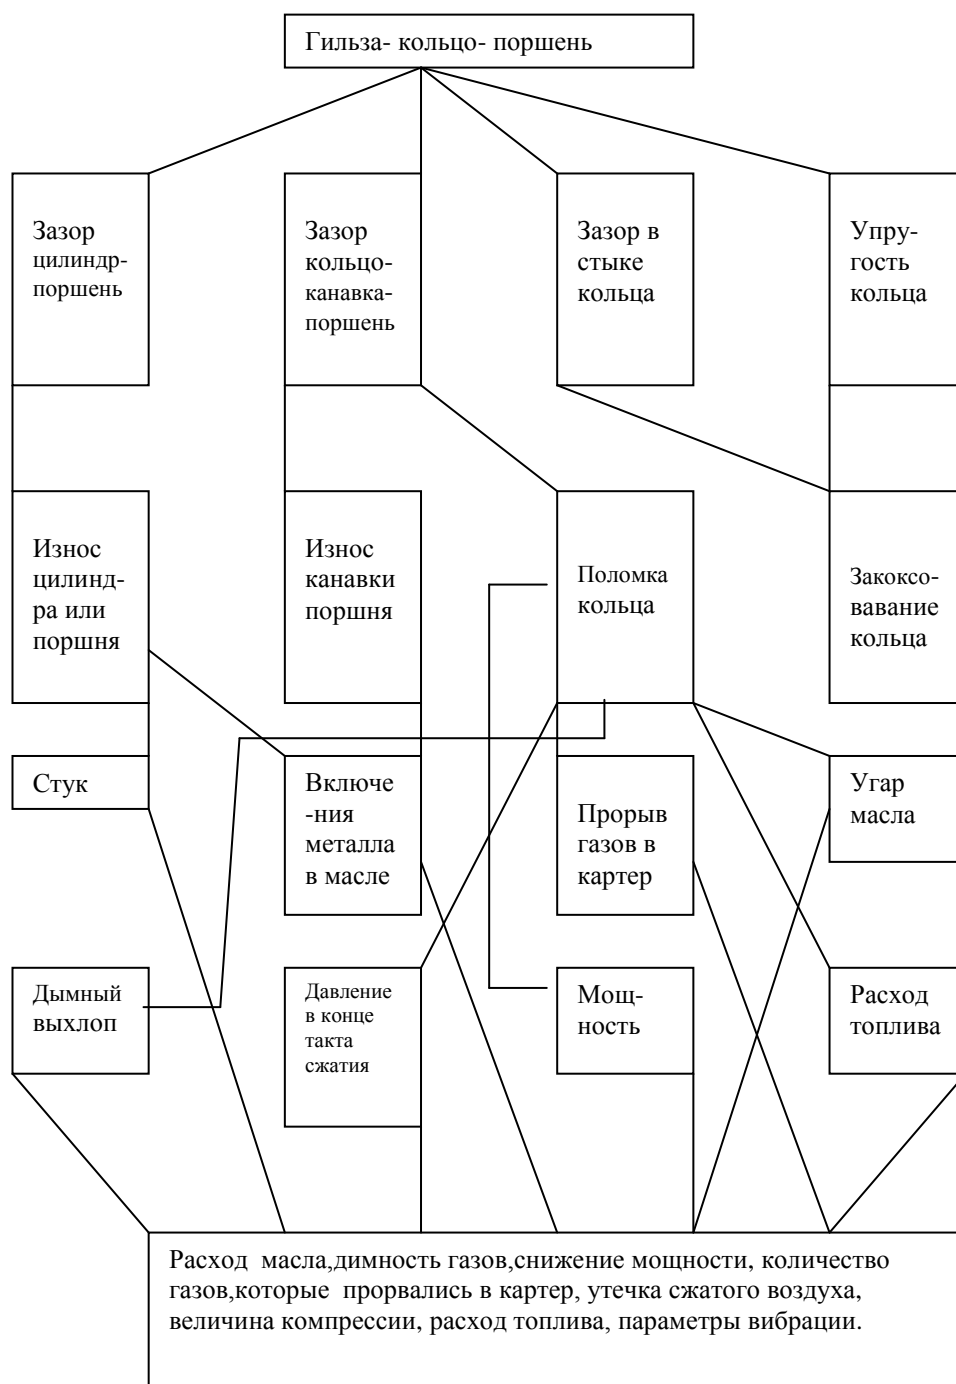 Гильза- кольцо- поршень
Зазор
цилиндр-
поршень
Зазор
кольцо-
канавка-
поршень
Зазор в
стыке
кольца
Упру-
гость
кольца
Износ
цилинд-
ра или
поршня
Износ
канавки
поршня
Поломка
кольца
Закоксо-
вавание
кольца
Стук
Включе
-ния
металла
в масле
Прорыв
газов в
картер
Угар
масла
Дымный
выхлоп
Давление
в конце
такта
сжатия
Мощ-
ность
Расход
топлива
Расход масла,димность газов,снижение мощности, количество
газов,которые прорвались в картер, утечка сжатого воздуха,
величина компрессии, расход топлива, параметры вибрации.